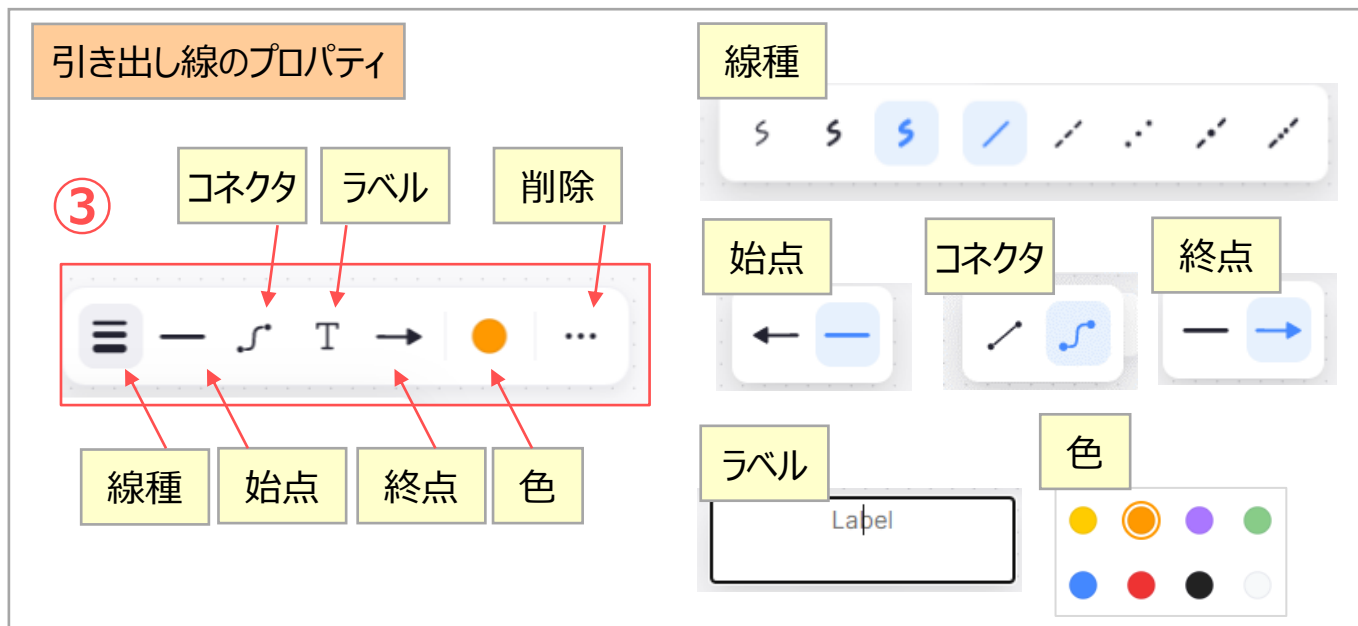 引き出し線のプロパティ
③
コネクタ
ラベル
削除
T
線種
始点
終点
色
線種
始点
コネクタ
終点
ラベル
Label
色